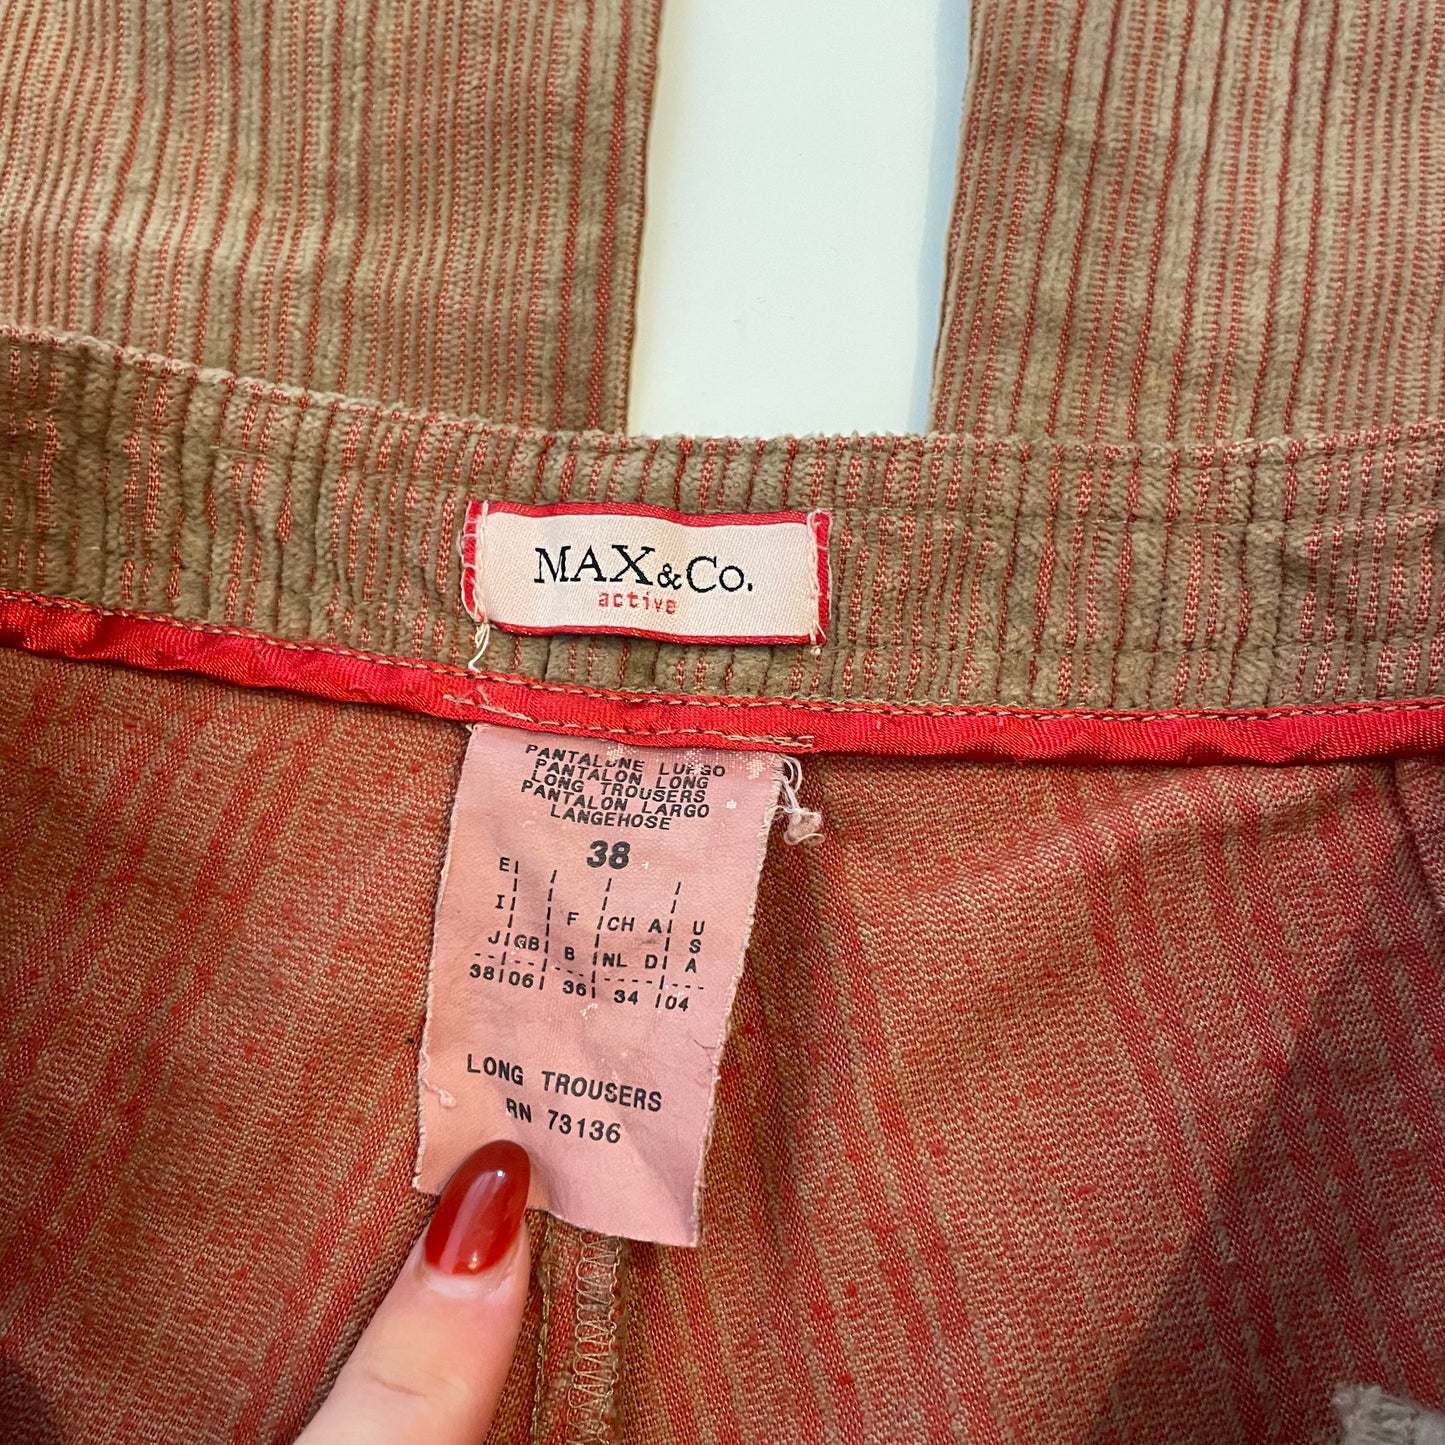 MAX&Co.
active
PANTALONE LUNGO
PANTALON LONG
LONG TROUSERS
PANTALON LARGO
LANGEHOSE
38
E| / / /
I| | F |CH A| U
J|GB| B |NL D| S
A
38|06| 36| 34 |04
LONG TROUSERS
RN 73136